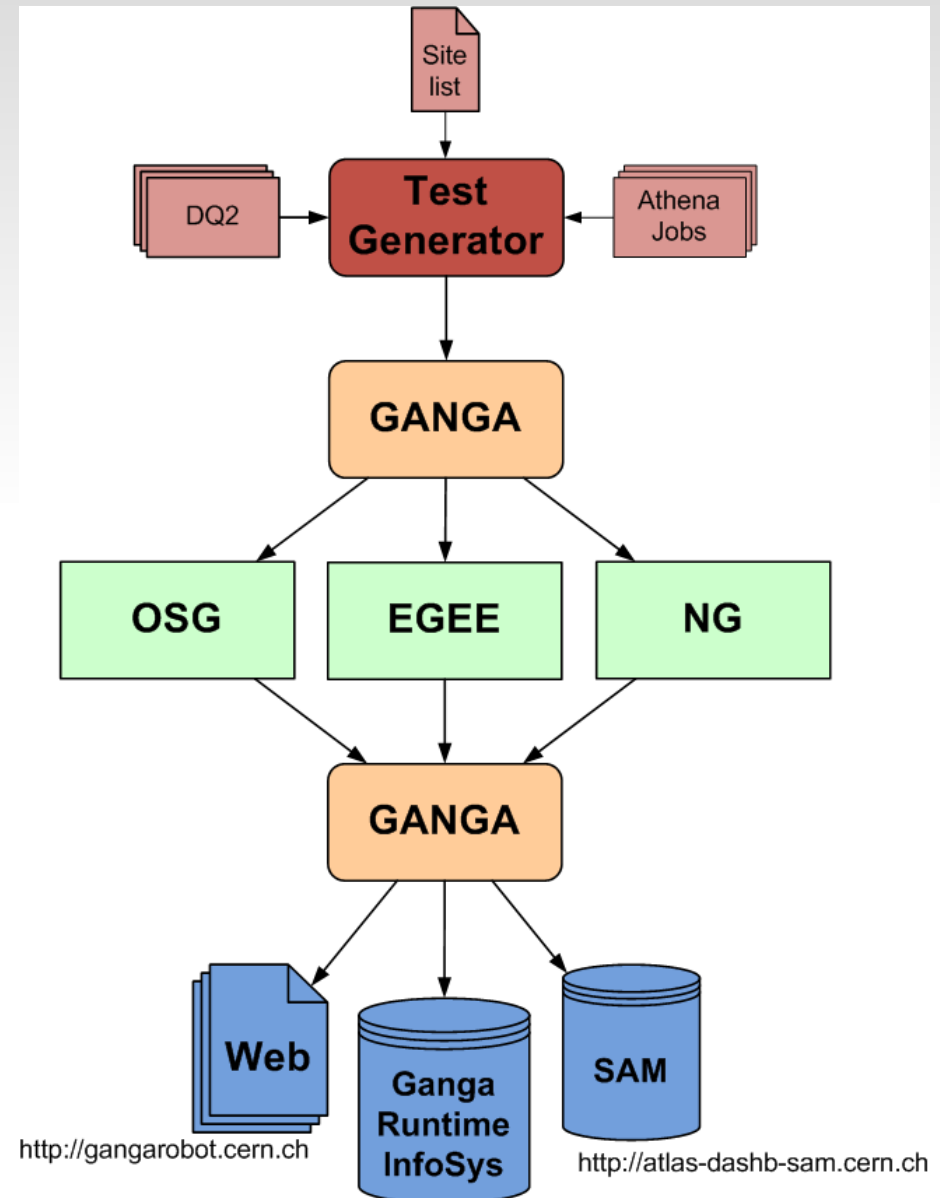 Site
list
DQ2
Test
Generator
Athena
Jobs
GANGA
OSG
EGEE
NG
GANGA
Web
Ganga
Runtime
InfoSys
SAM
http://gangarobot.cern.ch
http://atlas-dashb-sam.cern.ch